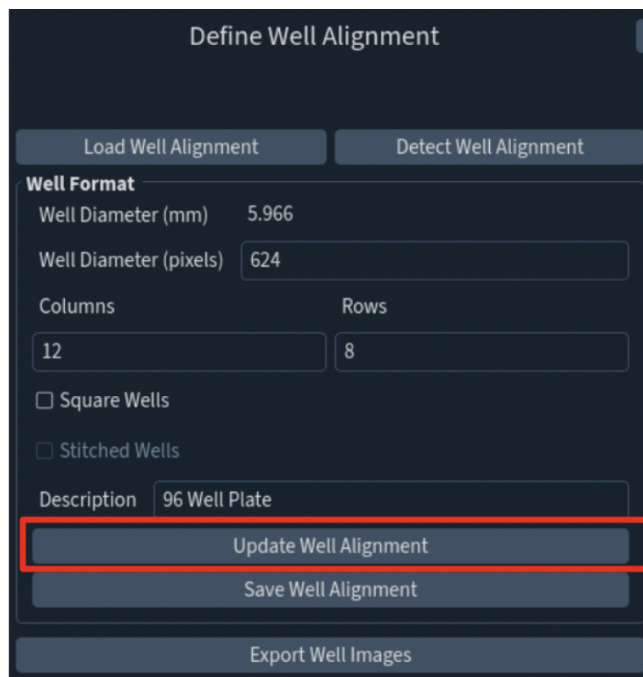 Define Well Alignment
Load Well Alignment Detect Well Alignment
Well Format
Well Diameter (mm) 5.966
Well Diameter (pixels) 624
Columns Rows
12 8
Square Wells
Stitched Wells
Description 96 Well Plate
Update Well Alignment
Save Well Alignment
Export Well Images